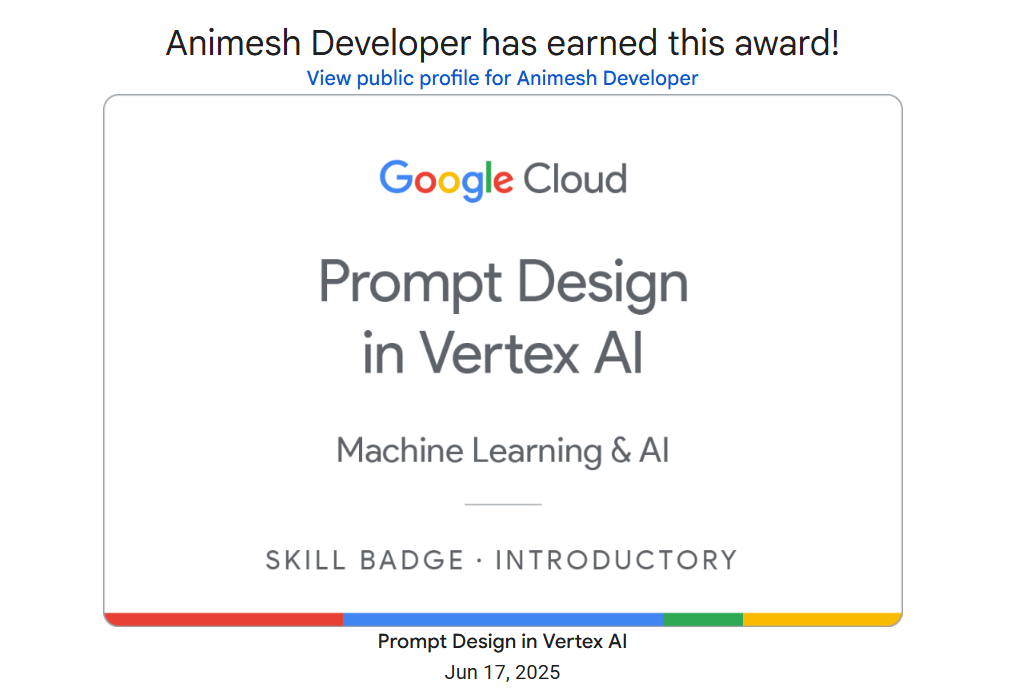 Animesh Developer has earned this award!
View public profile for Animesh Developer
Google Cloud
Prompt Design
in Vertex AI
Machine Learning & AI
SKILL BADGE · INTRODUCTORY
Prompt Design in Vertex AI
Jun 17, 2025